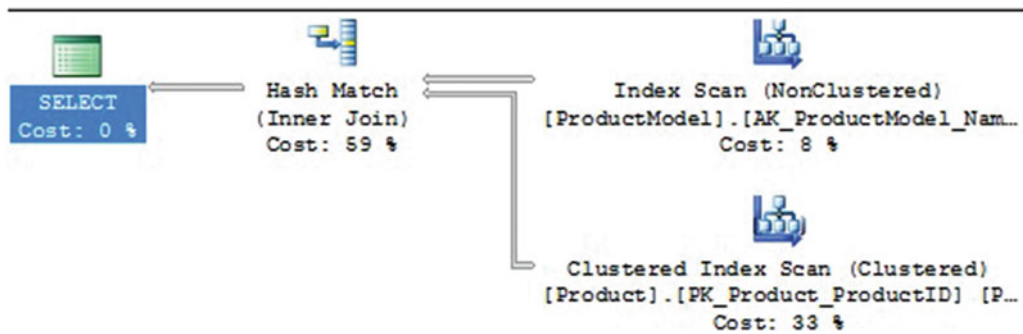 SELECT
Cost: 0 %
Hash Match
(Inner Join)
Cost: 59 %
Index Scan (NonClustered)
[ProductModel].[AK_ProductModel_Nam…
Cost: 8 %
Clustered Index Scan (Clustered)
[Product].[PK_Product_ProductID] [P…
Cost: 33 %